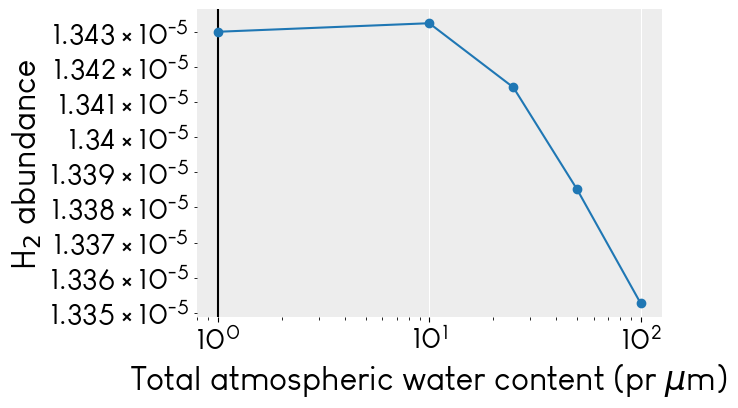 H₂ abundance
1.343 × 10⁻⁵
1.342 × 10⁻⁵
1.341 × 10⁻⁵
1.34 × 10⁻⁵
1.339 × 10⁻⁵
1.338 × 10⁻⁵
1.337 × 10⁻⁵
1.336 × 10⁻⁵
1.335 × 10⁻⁵
10⁰ 10¹ 10²
Total atmospheric water content (pr μm)